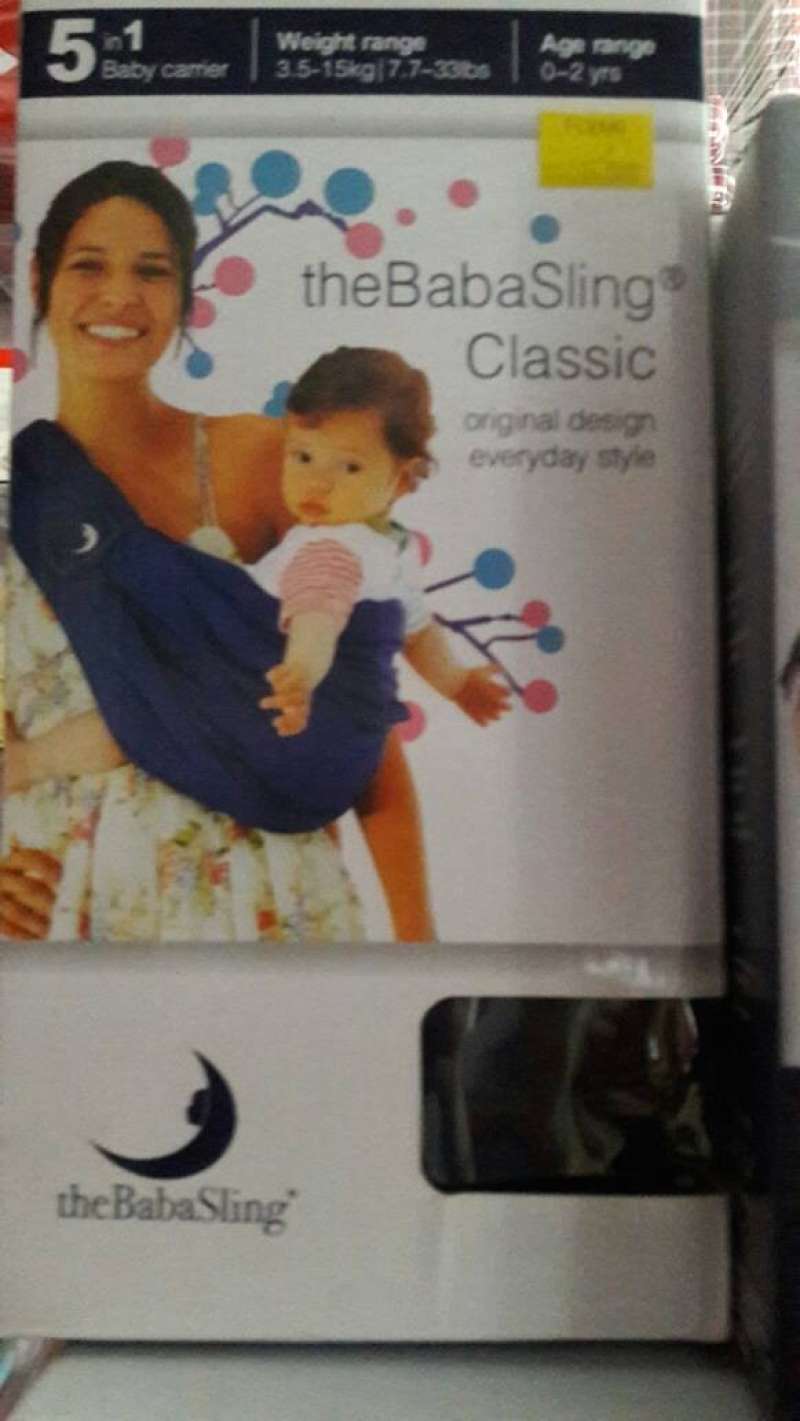 5 in 1
Baby carrier
Weight range
3.5-15kg|7.7-33lbs
Age range
0-2 yrs
theBabaSling®
Classic
original design
everyday style
theBabaSling®